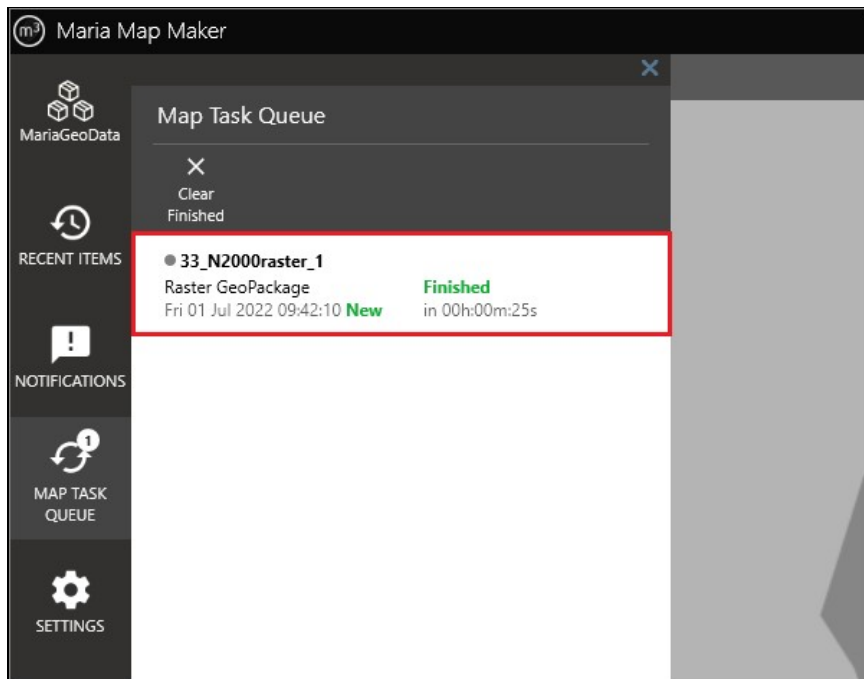 m³ Maria Map Maker
MariaGeoData
RECENT ITEMS
NOTIFICATIONS
1
MAP TASK
QUEUE
SETTINGS
Map Task Queue
Clear
Finished
33_N2000raster_1
Raster GeoPackage Finished
Fri 01 Jul 2022 09:42:10 New in 00h:00m:25s